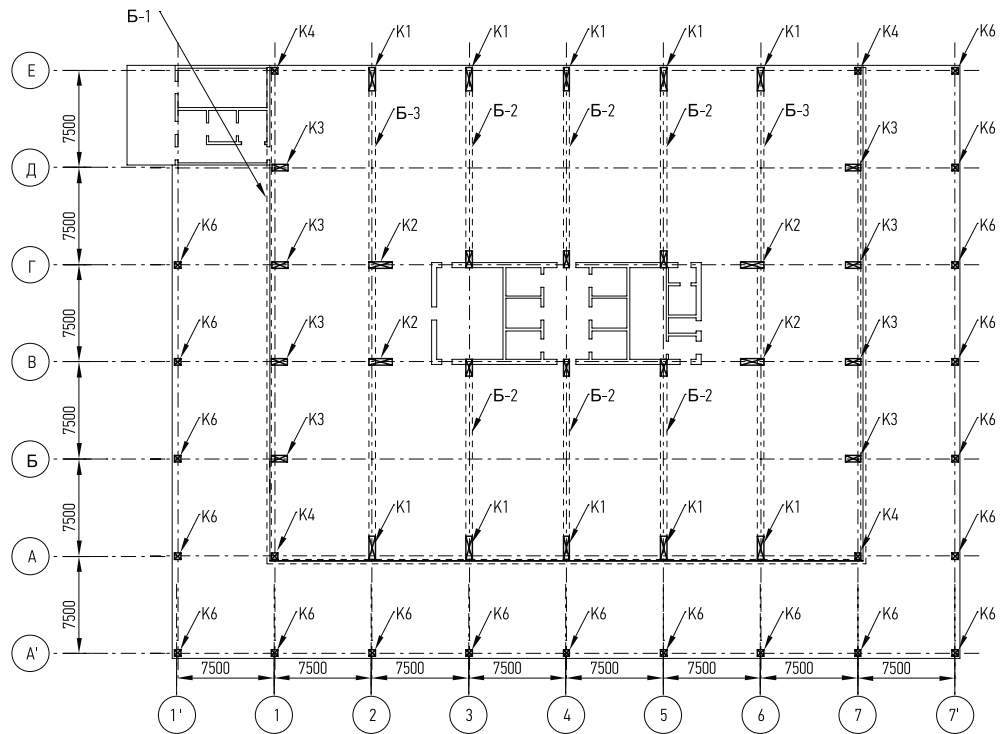 Б-1
К4 К1 К1 К1 К1 К1 К4 К6
Е
Б-3 Б-2 Б-2 Б-2 Б-3
7500
К3 К3 К6
Д
7500
К6 К3 К2 К2 К3 К6
Г
7500
К6 К3 К2 К2 К3 К6
В
Б-2 Б-2 Б-2
7500
К6 К3 К3 К6
Б
7500
К6 К4 К1 К1 К1 К1 К1 К4 К6
А
7500
К6 К6 К6 К6 К6 К6 К6 К6 К6
А'
7500 7500 7500 7500 7500 7500 7500 7500
1' 1 2 3 4 5 6 7 7'